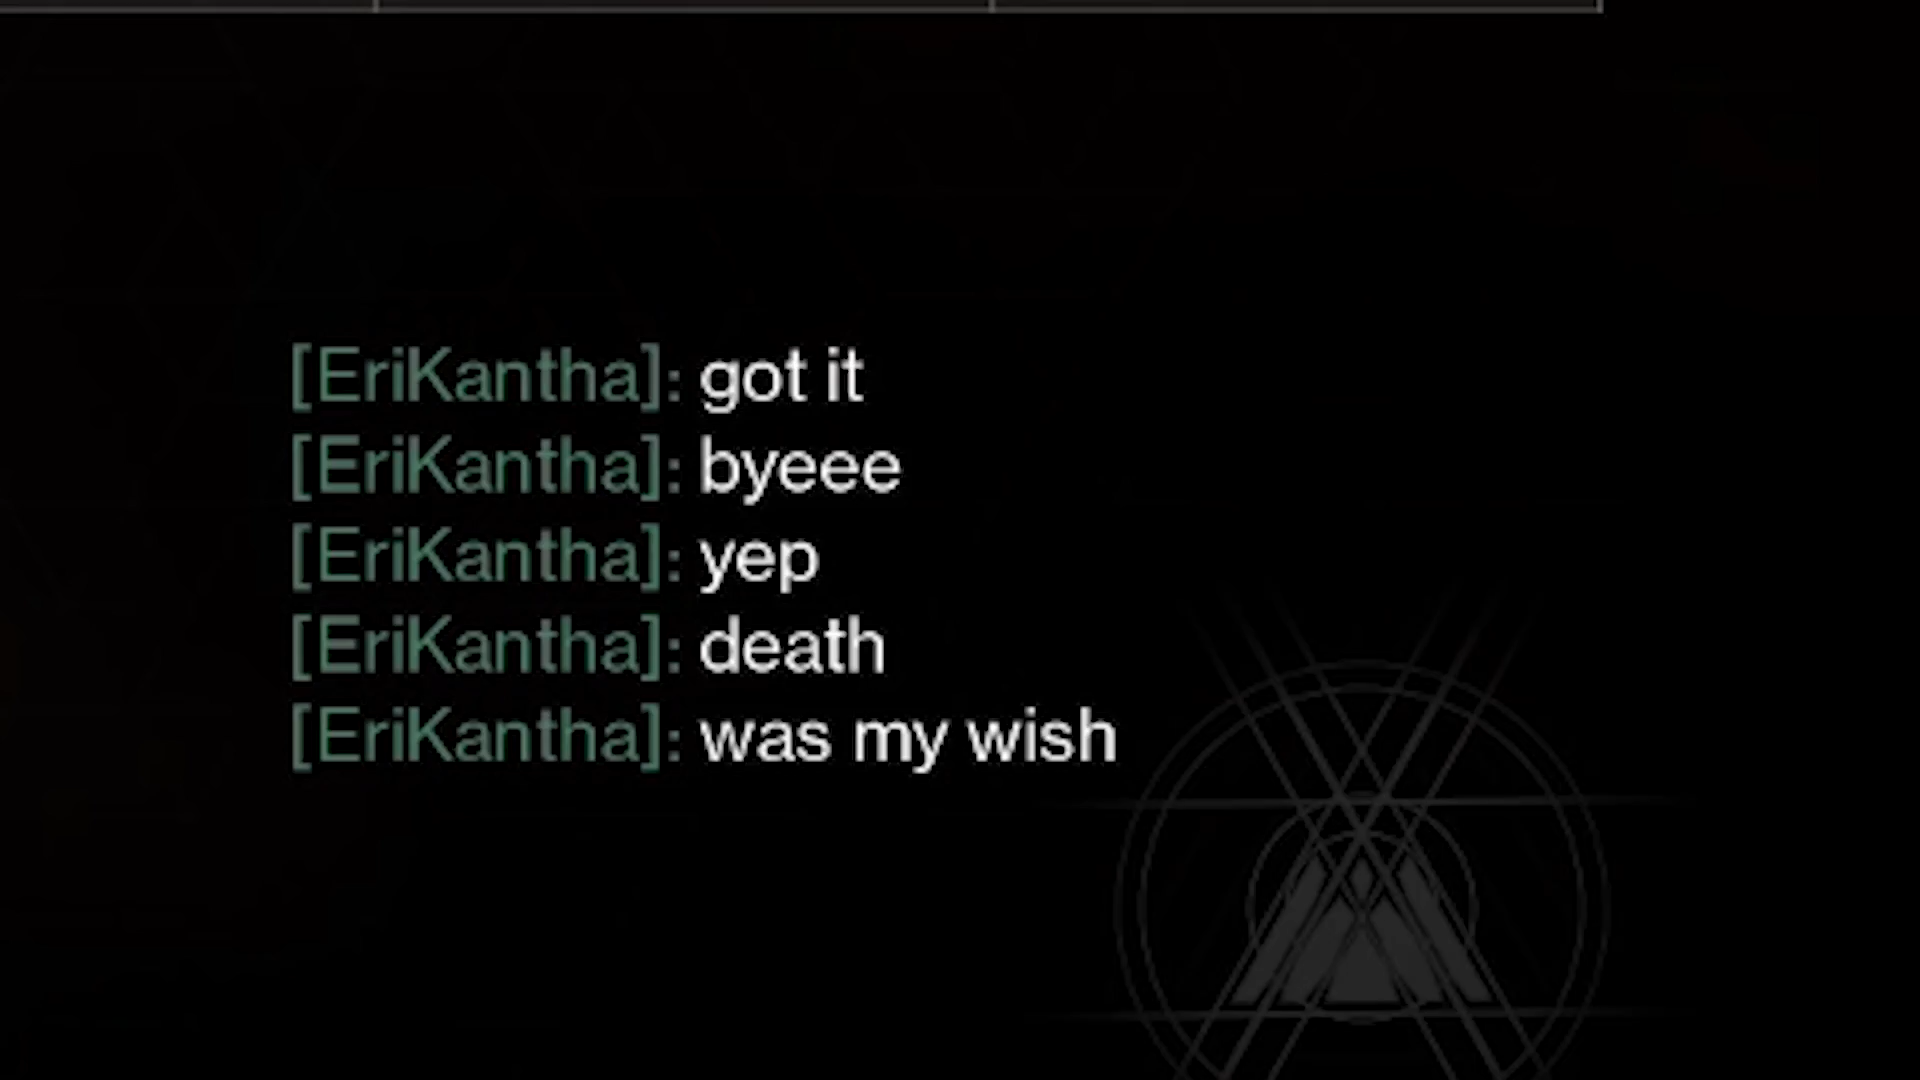 [EriKantha]: got it
[EriKantha]: byeee
[EriKantha]: yep
[EriKantha]: death
[EriKantha]: was my wish